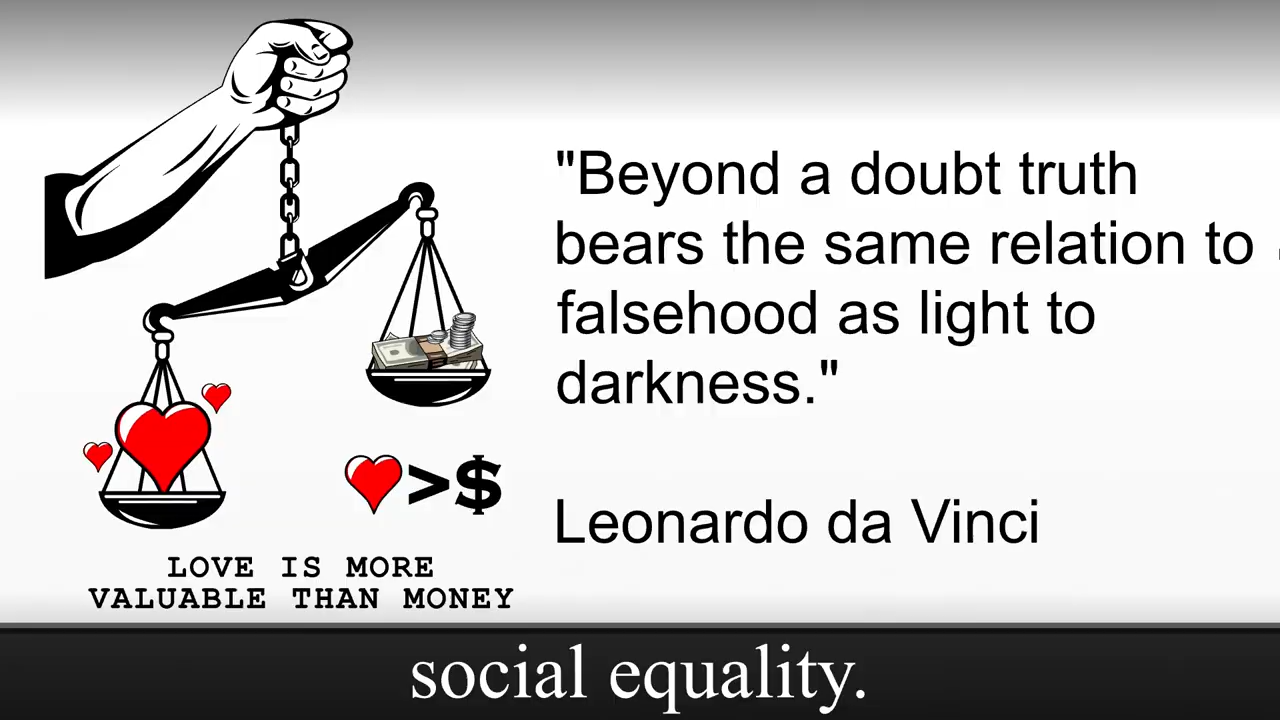 "Beyond a doubt truth
bears the same relation to
falsehood as light to
darkness."
Leonardo da Vinci
>$
LOVE IS MORE
VALUABLE THAN MONEY
social equality.